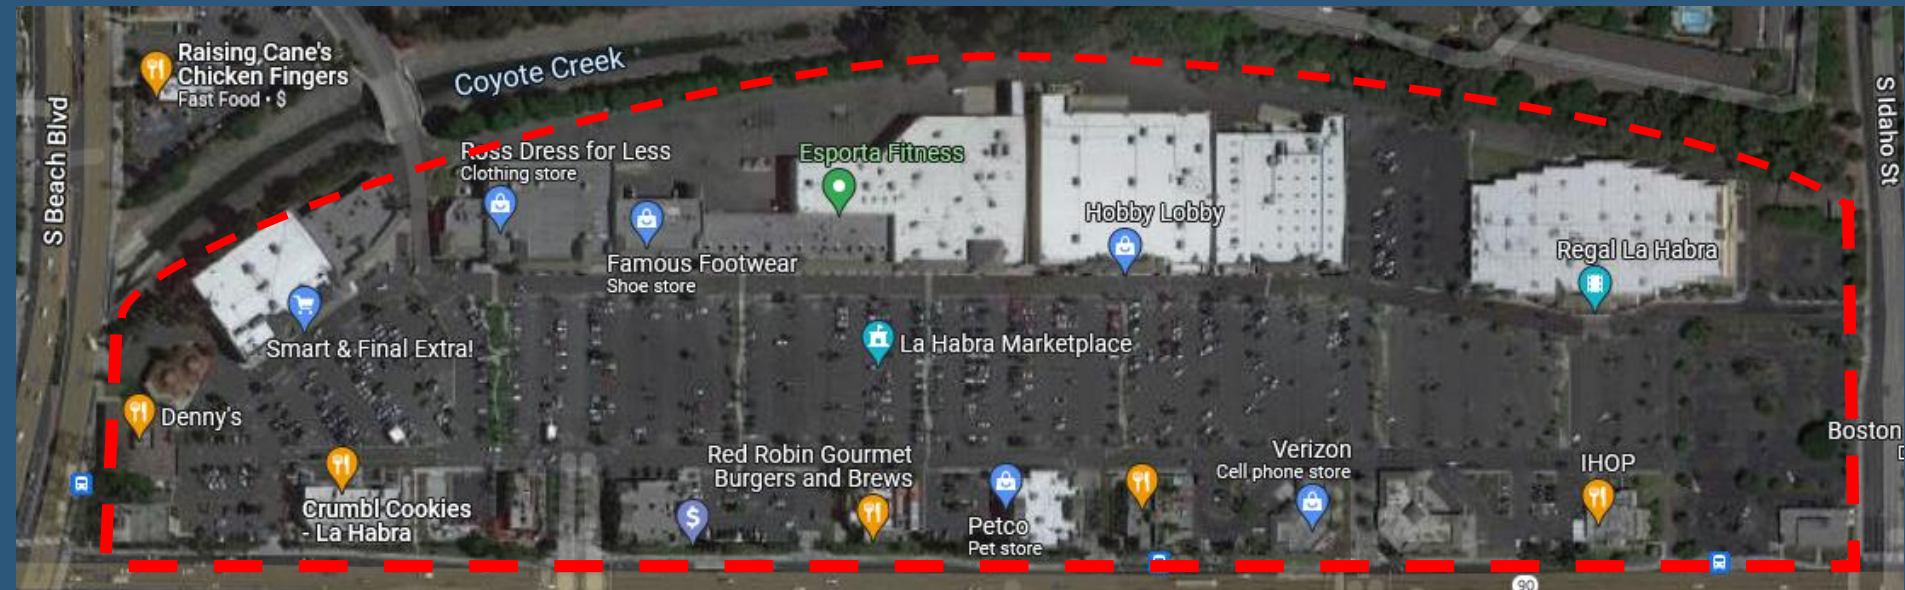 Raising Cane's
Chicken Fingers
Fast Food • $
Coyote Creek
S Beach Blvd
S Idaho St
Ross Dress for Less
Clothing store
Esporta Fitness
Hobby Lobby
Famous Footwear
Shoe store
Regal La Habra
Smart & Final Extra!
La Habra Marketplace
Denny's
Boston
Red Robin Gourmet
Burgers and Brews
Verizon
Cell phone store
IHOP
Crumbl Cookies
- La Habra
$
Petco
Pet store
90